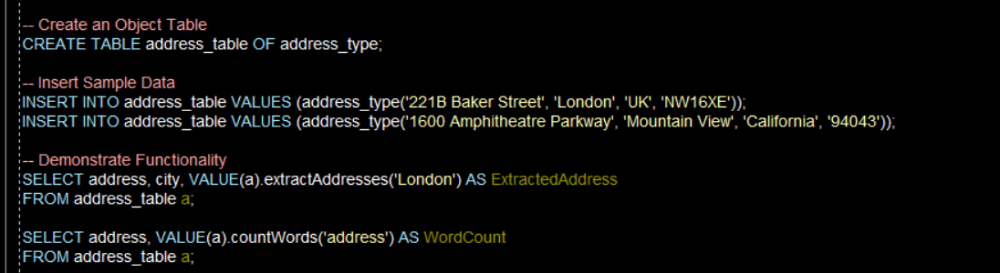 -- Create an Object Table
CREATE TABLE address_table OF address_type;
-- Insert Sample Data
INSERT INTO address_table VALUES (address_type('221B Baker Street', 'London', 'UK', 'NW16XE'));
INSERT INTO address_table VALUES (address_type('1600 Amphitheatre Parkway', 'Mountain View', 'California', '94043'));
-- Demonstrate Functionality
SELECT address, city, VALUE(a).extractAddresses('London') AS ExtractedAddress
FROM address_table a;
SELECT address, VALUE(a).countWords('address') AS WordCount
FROM address_table a;